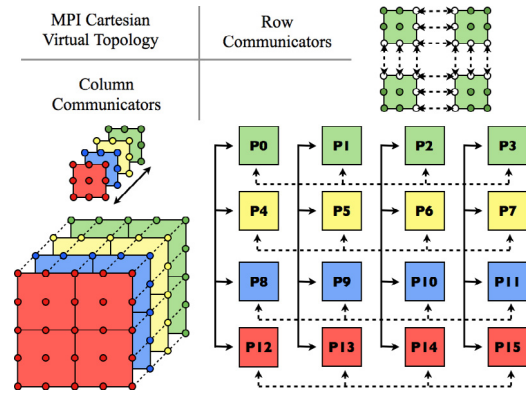 MPI Cartesian
Virtual Topology
Row
Communicators
Column
Communicators
P0 P1 P2 P3
P4 P5 P6 P7
P8 P9 P10 P11
P12 P13 P14 P15